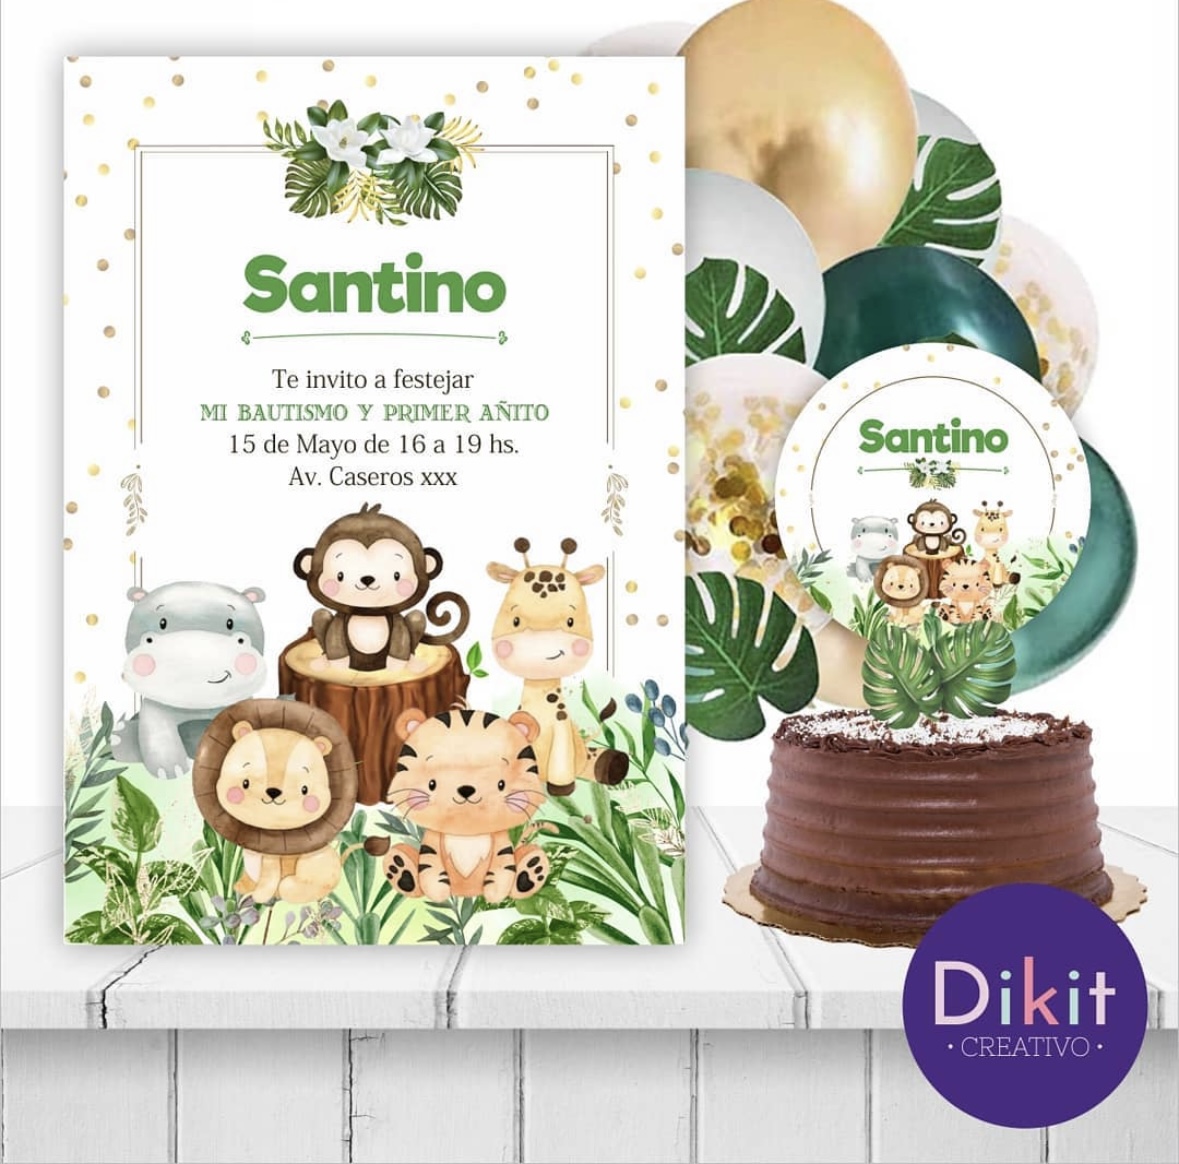 Santino
Te invito a festejar
MI BAUTISMO Y PRIMER AÑITO
15 de Mayo de 16 a 19 hs.
Av. Caseros xxx
Santino
Dikit
· CREATIVO ·